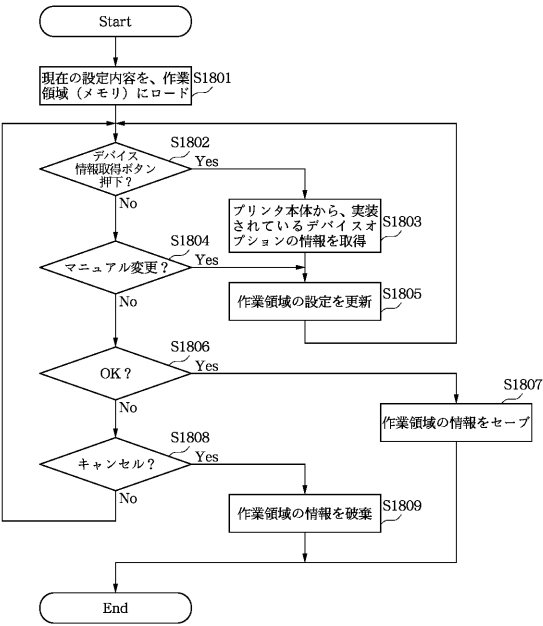 Start
現在の設定内容を、作業
領域（メモリ）にロード
S1801
デバイス
情報取得ボタン
押下？
S1802
Yes
No
プリンタ本体から、実装
されているデバイスオ
プションの情報を取得
S1803
マニュアル変更？
S1804
Yes
No
作業領域の設定を更新
S1805
OK？
S1806
Yes
No
作業領域の情報をセーブ
S1807
キャンセル？
S1808
Yes
No
作業領域の情報を破棄
S1809
End